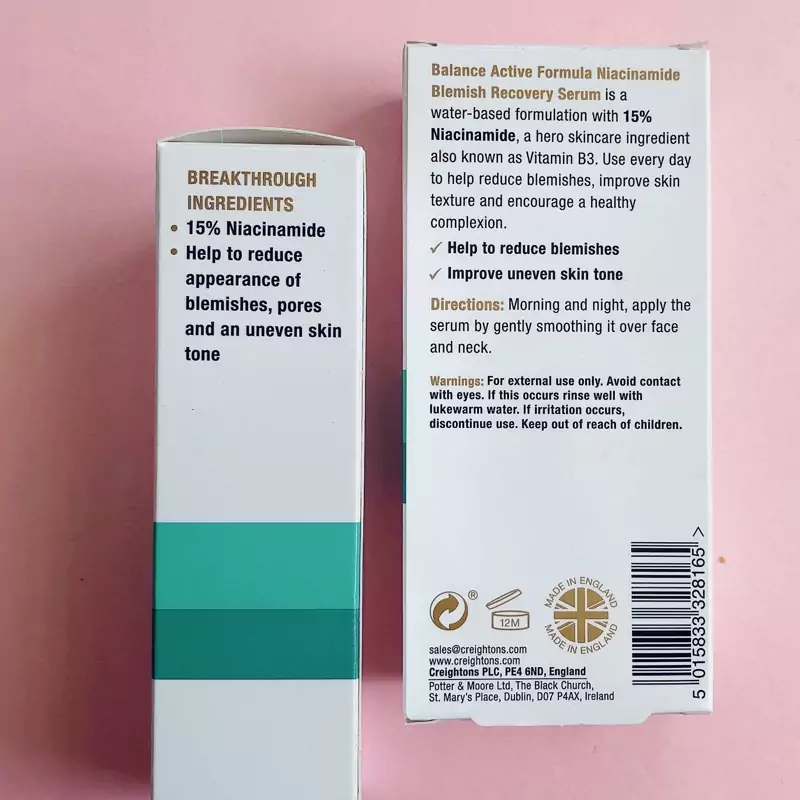 BREAKTHROUGH
INGREDIENTS
• 15% Niacinamide
• Help to reduce
appearance of
blemishes, pores
and an uneven skin
tone
Balance Active Formula Niacinamide
Blemish Recovery Serum is a
water-based formulation with 15%
Niacinamide, a hero skincare ingredient
also known as Vitamin B3. Use every day
to help reduce blemishes, improve skin
texture and encourage a healthy
complexion.
✓ Help to reduce blemishes
✓ Improve uneven skin tone
Directions: Morning and night, apply the
serum by gently smoothing it over face
and neck.
Warnings: For external use only. Avoid contact
with eyes. If this occurs rinse well with
lukewarm water. If irritation occurs,
discontinue use. Keep out of reach of children.
®
12M
MADE IN ENGLAND
MADE IN ENGLAND
sales@creightons.com
www.creightons.com
Creightons PLC, PE4 6ND, England
Potter & Moore Ltd, The Black Church,
St. Mary's Place, Dublin, D07 P4AX, Ireland
5 015833 328165 >